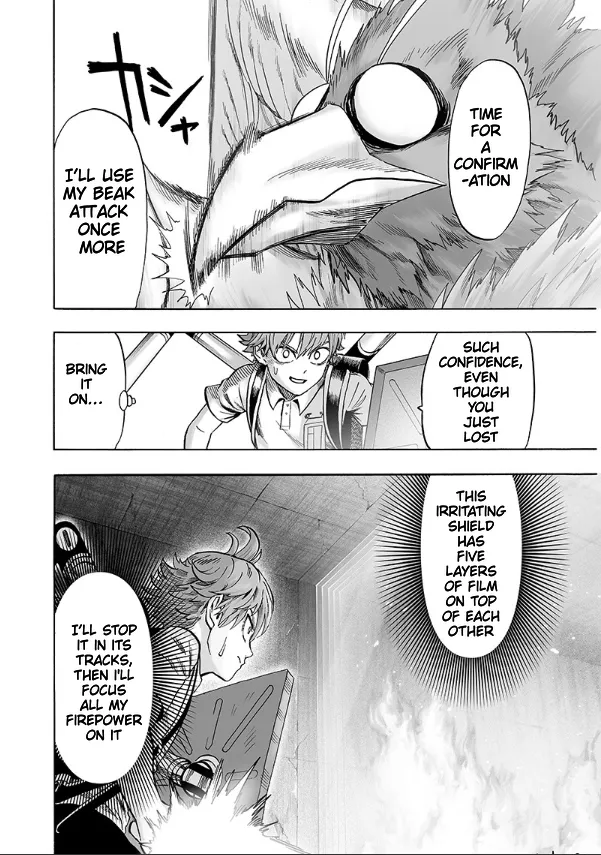 TIME
FOR
A
CONFIRM
-ATION
ガシャ
I'LL USE
MY BEAK
ATTACK
ONCE
MORE
SUCH
CONFIDENCE,
EVEN
THOUGH
YOU
JUST
LOST
BRING
IT
ON...
THIS
IRRITATING
SHIELD
HAS
FIVE
LAYERS
OF FILM
ON TOP
OF EACH
OTHER
I'LL STOP
IT IN ITS
TRACKS,
THEN I'LL
FOCUS
ALL MY
FIREPOWER
ON IT